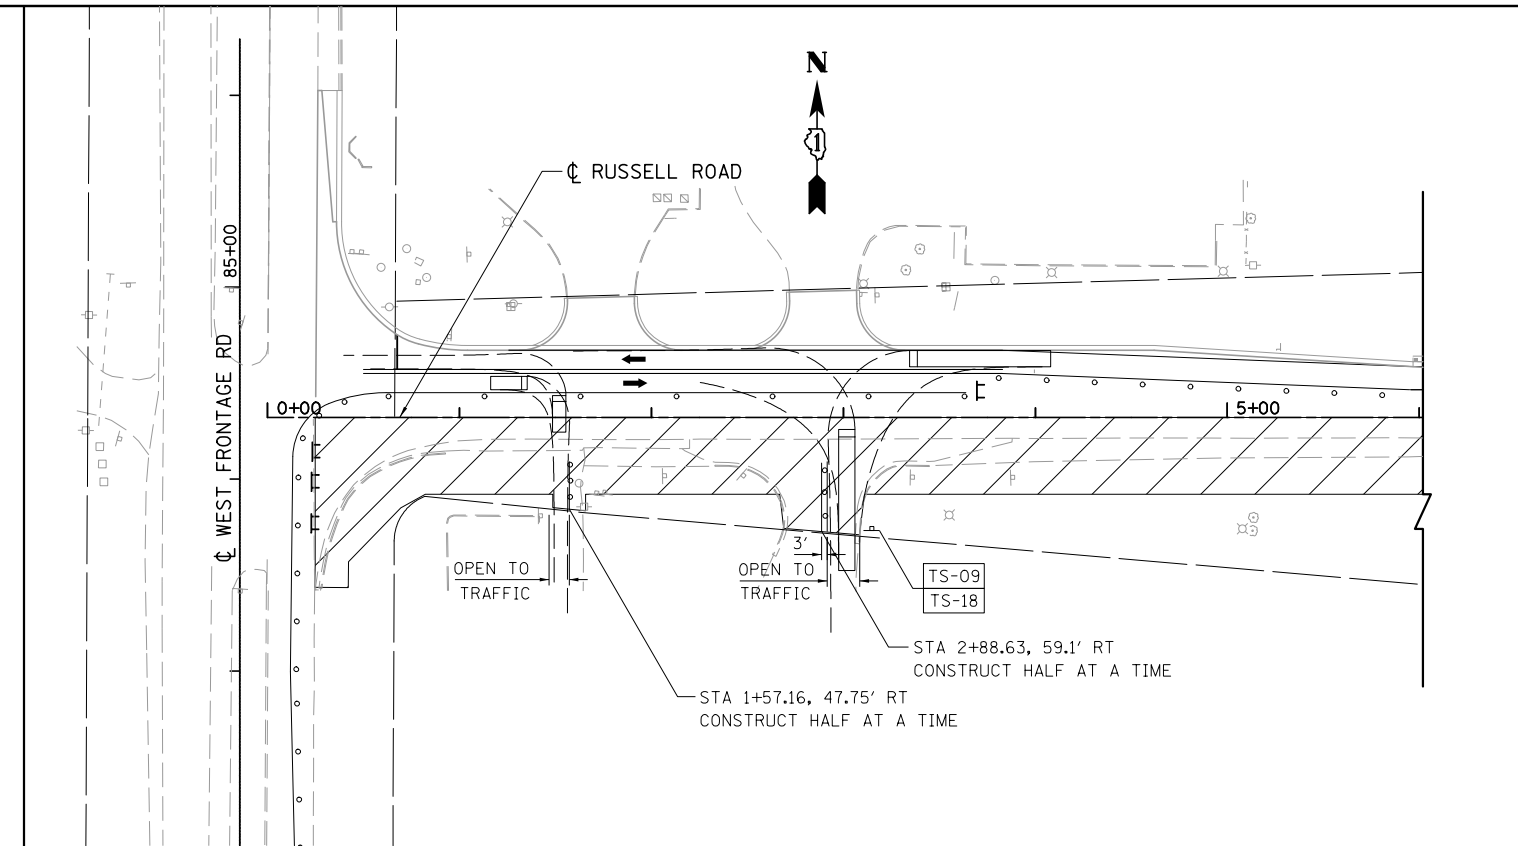 N
1
℄ RUSSELL ROAD
85+00
℄ WEST FRONTAGE RD
0+00
5+00
3'
OPEN TO
TRAFFIC
OPEN TO
TRAFFIC
TS-09
TS-18
STA 2+88.63, 59.1' RT
CONSTRUCT HALF AT A TIME
STA 1+57.16, 47.75' RT
CONSTRUCT HALF AT A TIME